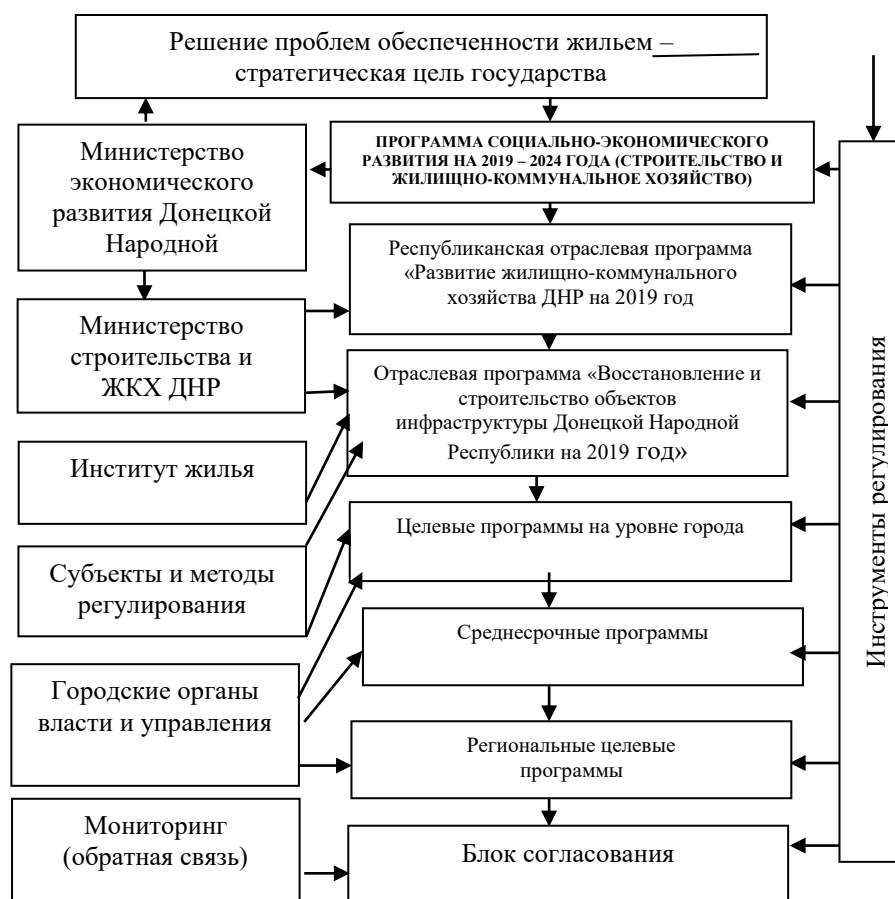 Решение проблем обеспеченности жильем –
стратегическая цель государства
Министерство
экономического
развития Донецкой
Народной
ПРОГРАММА СОЦИАЛЬНО-ЭКОНОМИЧЕСКОГО
РАЗВИТИЯ НА 2019 – 2024 ГОДА (СТРОИТЕЛЬСТВО И
ЖИЛИЩНО-КОММУНАЛЬНОЕ ХОЗЯЙСТВО)
Республиканская отраслевая программа
«Развитие жилищно-коммунального
хозяйства ДНР на 2019 год
Министерство
строительства и
ЖКХ ДНР
Отраслевая программа «Восстановление и
строительство объектов
инфраструктуры Донецкой Народной
Республики на 2019 год»
Институт жилья
Целевые программы на уровне города
Субъекты и методы
регулирования
Среднесрочные программы
Городские органы
власти и управления
Региональные целевые
программы
Мониторинг
(обратная связь)
Блок согласования
Инструменты регулирования